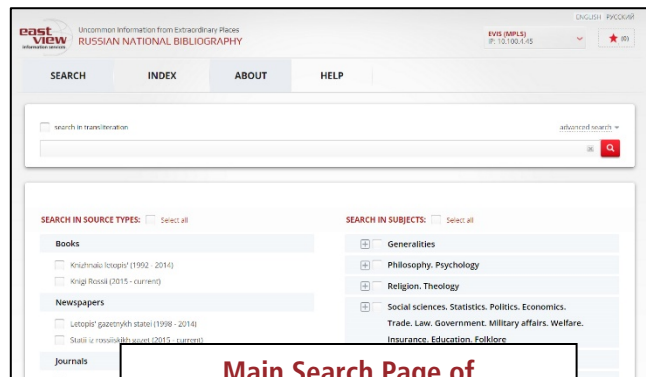 ENGLISH РУССКИЙ
east view
information services
Uncommon Information from Extraordinary Places
RUSSIAN NATIONAL BIBLIOGRAPHY
EVIS (MPLS)
IP: 10.100.4.45
(0)
SEARCH INDEX ABOUT HELP
search in transliteration
advanced search
SEARCH IN SOURCE TYPES: Select all
SEARCH IN SUBJECTS: Select all
Books
Knizhnaia letopis' (1992 - 2014)
Knigi Rossii (2015 - current)
Newspapers
Letopis' gazetnykh statei (1998 - 2014)
Statii iz rossiiskikh gazet (2015 - current)
Journals
Generalities
Philosophy. Psychology
Religion. Theology
Social sciences. Statistics. Politics. Economics.
Trade. Law. Government. Military affairs. Welfare.
Insurance. Education. Folklore
Main Search Page of